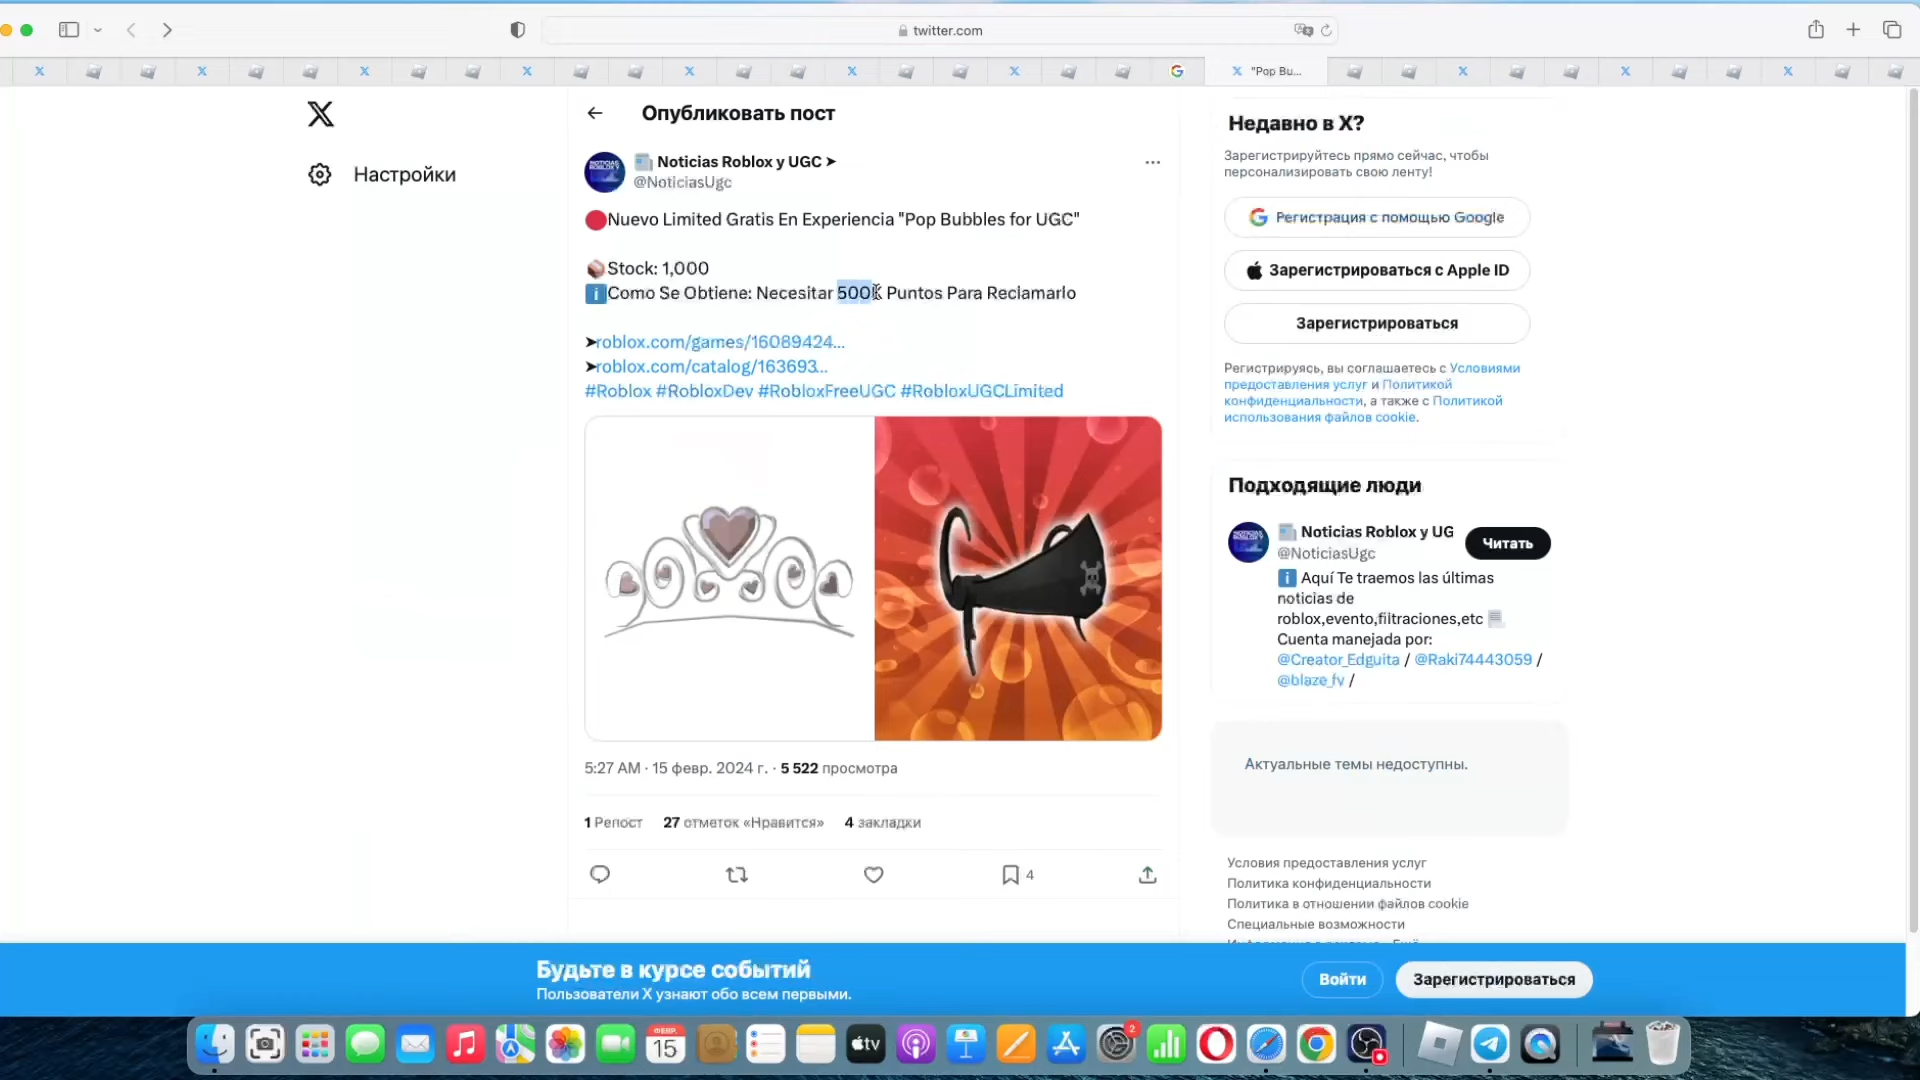 twitter.com
"Pop Bu...
Настройки
Опубликовать пост
Noticias Roblox y UGC ➤
@NoticiasUgc
Nuevo Limited Gratis En Experiencia "Pop Bubbles for UGC"
Stock: 1,000
Como Se Obtiene: Necesitar 500K Puntos Para Reclamarlo
➤roblox.com/games/16089424...
➤roblox.com/catalog/163693...
#Roblox #RobloxDev #RobloxFreeUGC #RobloxUGCLimited
5:27 AM · 15 февр. 2024 г. · 5 522 просмотра
1 Репост 27 отметок «Нравится» 4 закладки
4
Недавно в X?
Зарегистрируйтесь прямо сейчас, чтобы
персонализировать свою ленту!
Регистрация с помощью Google
Зарегистрироваться с Apple ID
Зарегистрироваться
Регистрируясь, вы соглашаетесь с Условиями
предоставления услуг и Политикой
конфиденциальности, а также с Политикой
использования файлов cookie.
Подходящие люди
Noticias Roblox y UG
@NoticiasUgc
Читать
Aquí Te traemos las últimas
noticias de
roblox,evento,filtraciones,etc
Cuenta manejada por:
@Creator_Edguita / @Raki74443059 /
@blaze_fv /
Актуальные темы недоступны.
Условия предоставления услуг
Политика конфиденциальности
Политика в отношении файлов cookie
Специальные возможности
Будьте в курсе событий
Пользователи X узнают обо всем первыми.
Войти
Зарегистрироваться
ФЕВР.
15
tv
2